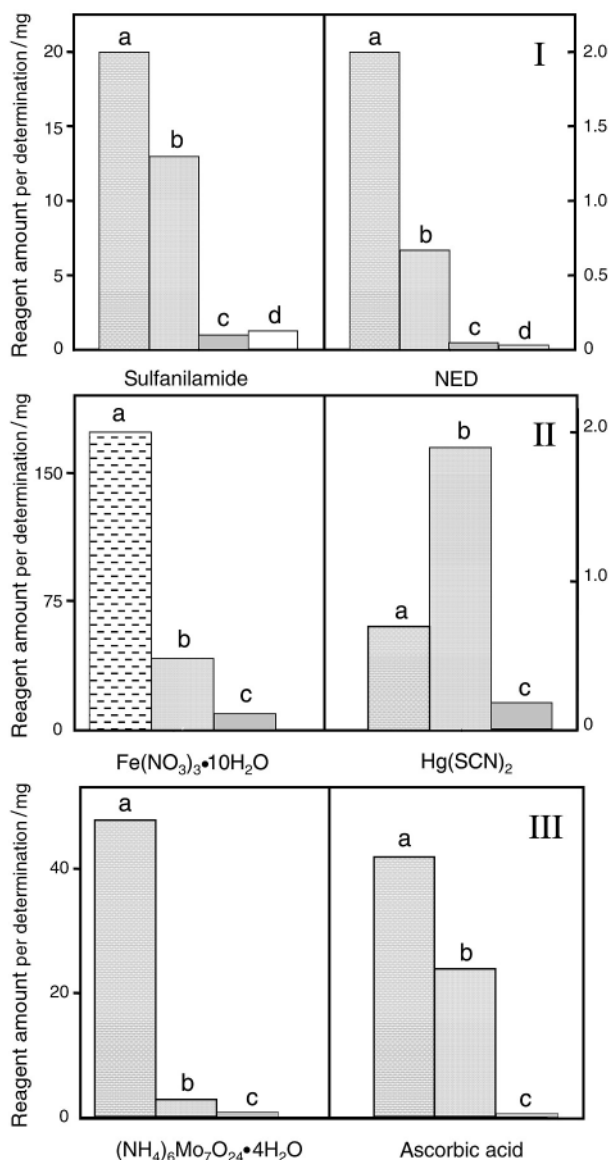 a
a
I
20
2.0
b
15
1.5
10
1.0
b
5
0.5
c
d
c
d
0
0
Reagent amount per determination/mg
Sulfanilamide
NED
a
2.0
b
II
150
a
1.0
75
b
c
c
0
0
Reagent amount per determination/mg
Fe(NO₃)₃•10H₂O
Hg(SCN)₂
a
III
a
40
b
20
b
c
c
0
Reagent amount per determination/mg
(NH₄)₆Mo₇O₂₄•4H₂O
Ascorbic acid